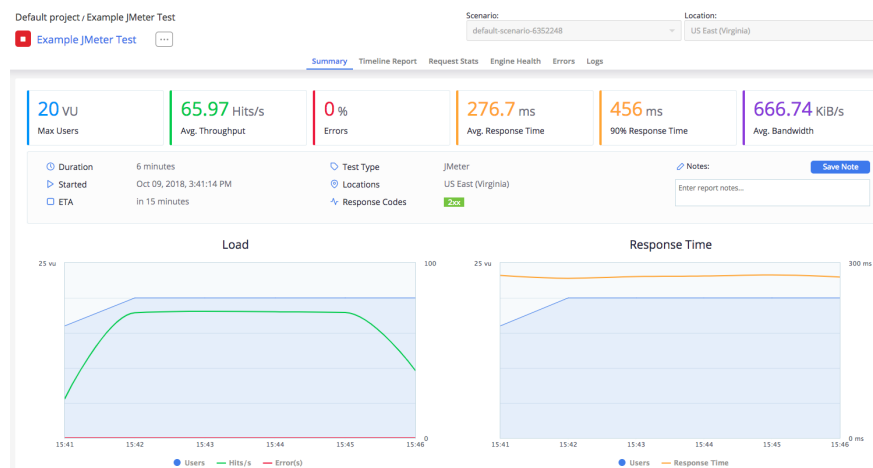 Default project / Example JMeter Test
Scenario:
Location:
default-scenario-6352248
US East (Virginia)
Example JMeter Test
...
Summary Timeline Report Request Stats Engine Health Errors Logs
20 VU
Max Users
65.97 Hits/s
Avg. Throughput
0 %
Errors
276.7 ms
Avg. Response Time
456 ms
90% Response Time
666.74 KiB/s
Avg. Bandwidth
Duration 6 minutes
Started Oct 09, 2018, 3:41:14 PM
ETA in 15 minutes
Test Type JMeter
Locations US East (Virginia)
Response Codes 2xx
Notes:
Save Note
Enter report notes...
Load
25 vu
100
0
15:41 15:42 15:43 15:44 15:45 15:46
Users Hits/s Error(s)
Response Time
25 vu
300 ms
0 ms
15:41 15:42 15:43 15:44 15:45 15:46
Users Response Time